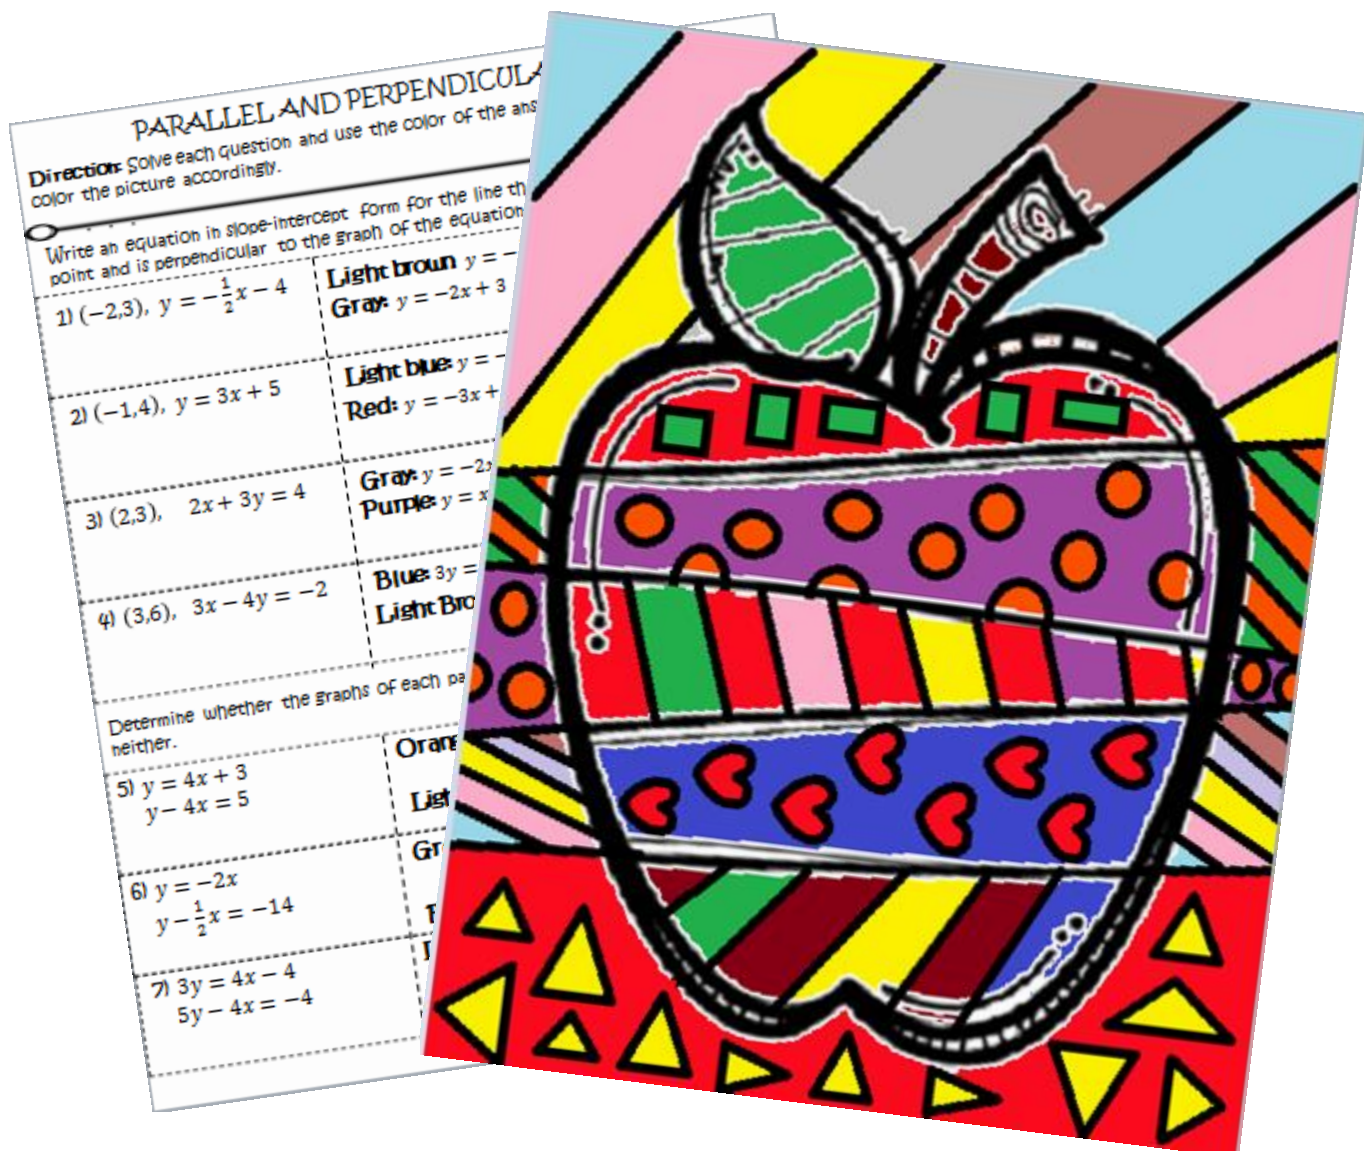 PARALLEL AND PERPENDICULA
Direction: Solve each question and use the color of the ans
color the picture accordingly.
Write an equation in slope-intercept form for the line th
point and is perpendicular to the graph of the equation
1) (−2,3), y = −1/2x − 4
Light brown y = −
Gray: y = −2x + 3
2) (−1,4), y = 3x + 5
Light blue: y = −
Red: y = −3x +
3) (2,3), 2x + 3y = 4
Gray: y = −2x
Purple: y = x
4) (3,6), 3x − 4y = −2
Blue: 3y =
Light Bro
Determine whether the graphs of each pa
neither.
5) y = 4x + 3
y − 4x = 5
Orang
Ligh
6) y = −2x
y − 1/2x = −14
Gr
7) 3y = 4x − 4
5y − 4x = −4